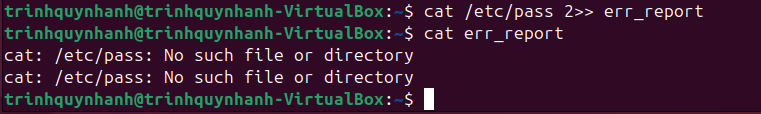 trinhquynhanh@trinhquynhanh-VirtualBox:~$ cat /etc/pass 2>> err_report
trinhquynhanh@trinhquynhanh-VirtualBox:~$ cat err_report
cat: /etc/pass: No such file or directory
cat: /etc/pass: No such file or directory
trinhquynhanh@trinhquynhanh-VirtualBox:~$